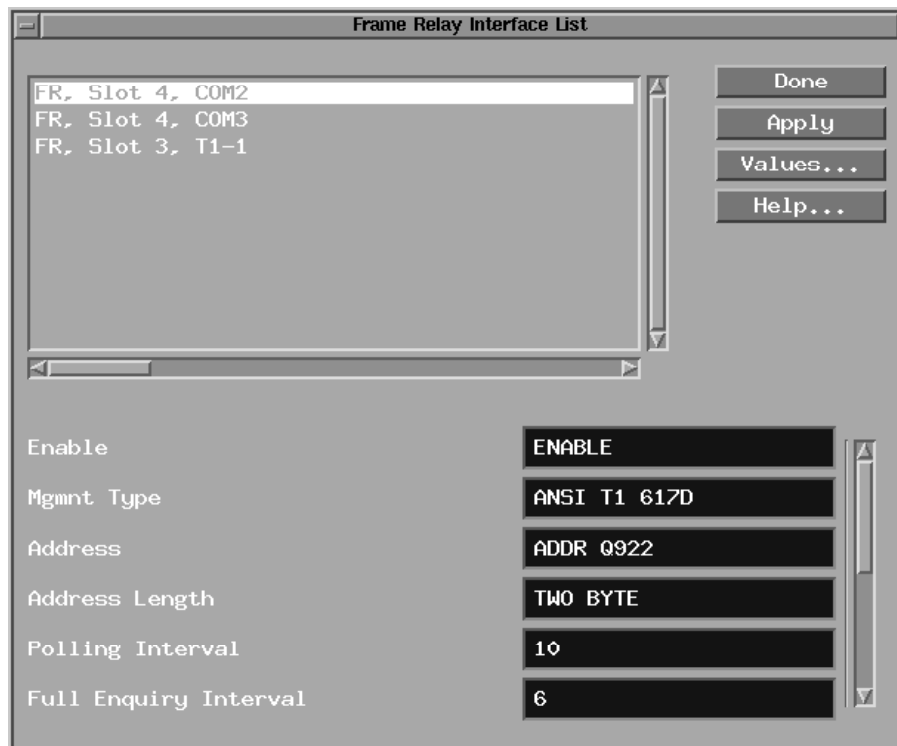 Frame Relay Interface List
FR, Slot 4, COM2
FR, Slot 4, COM3
FR, Slot 3, T1-1
Done
Apply
Values...
Help...
Enable
ENABLE
Mgmnt Type
ANSI T1 617D
Address
ADDR Q922
Address Length
TWO BYTE
Polling Interval
10
Full Enquiry Interval
6